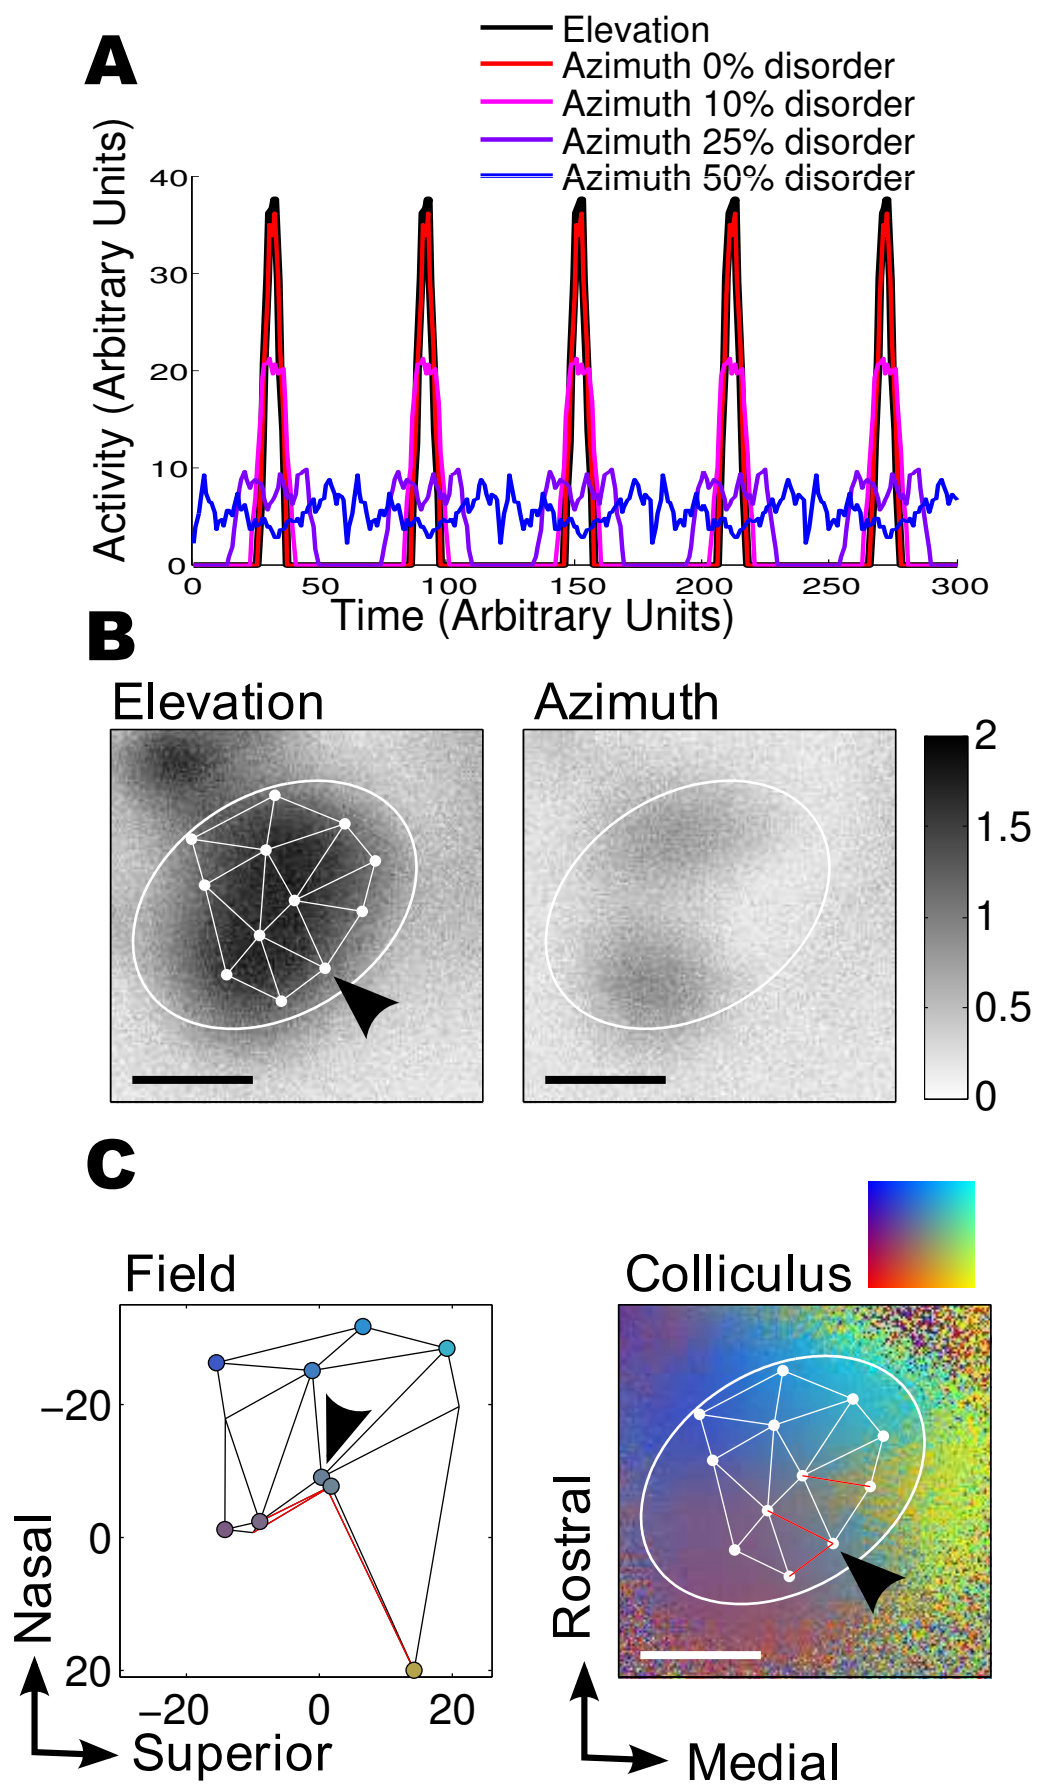 A
Elevation
Azimuth 0% disorder
Azimuth 10% disorder
Azimuth 25% disorder
Azimuth 50% disorder
Activity (Arbitrary Units)
40
30
20
10
0
0 50 100 150 200 250 300
Time (Arbitrary Units)
B
Elevation
Azimuth
2
1.5
1
0.5
0
C
Field
Colliculus
−20
0
20
−20 0 20
Nasal
Superior
Rostral
Medial